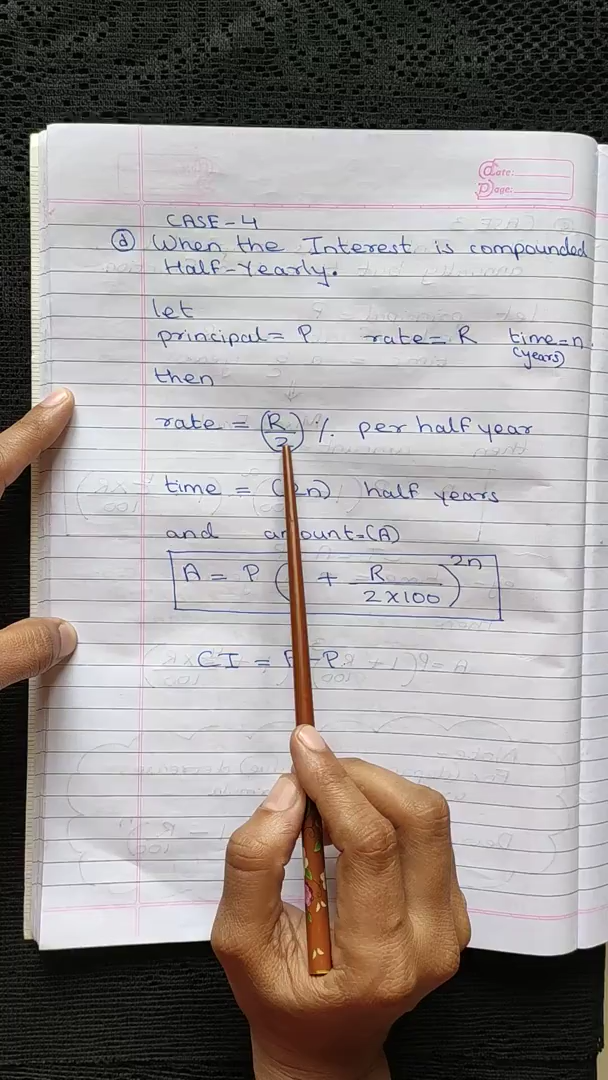 Date:
Page:
CASE-4
(d) When the Interest is compounded
Half-Yearly.
let
principal = P rate = R time = n
(years)
then
rate = (R/2) % per half year
time = (2n) half years
and amount = (A)
A = P ( + R/2×100)^2n
CI = -P